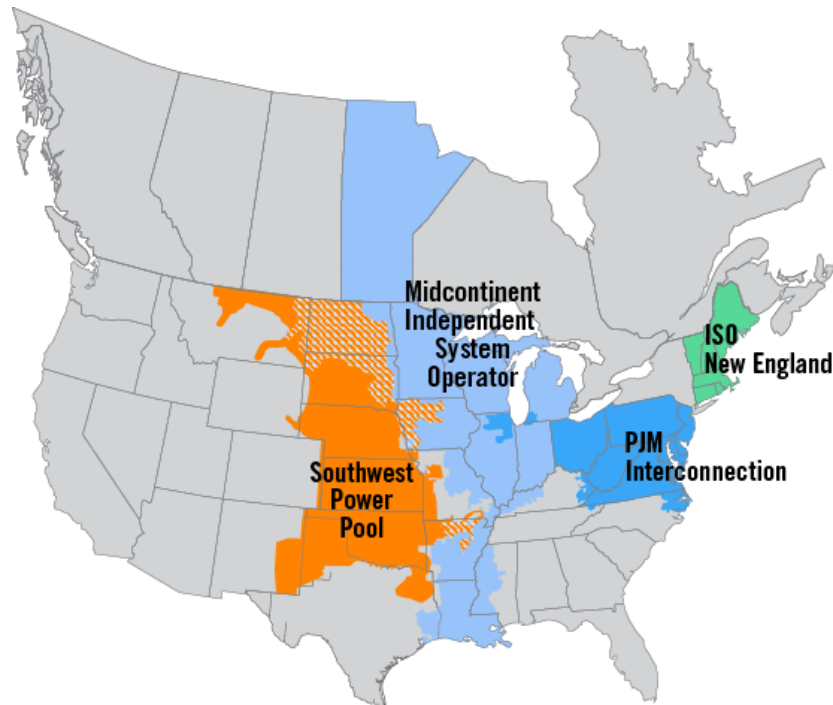 Midcontinent
Independent
System
Operator
ISO
New England
PJM
Interconnection
Southwest
Power
Pool